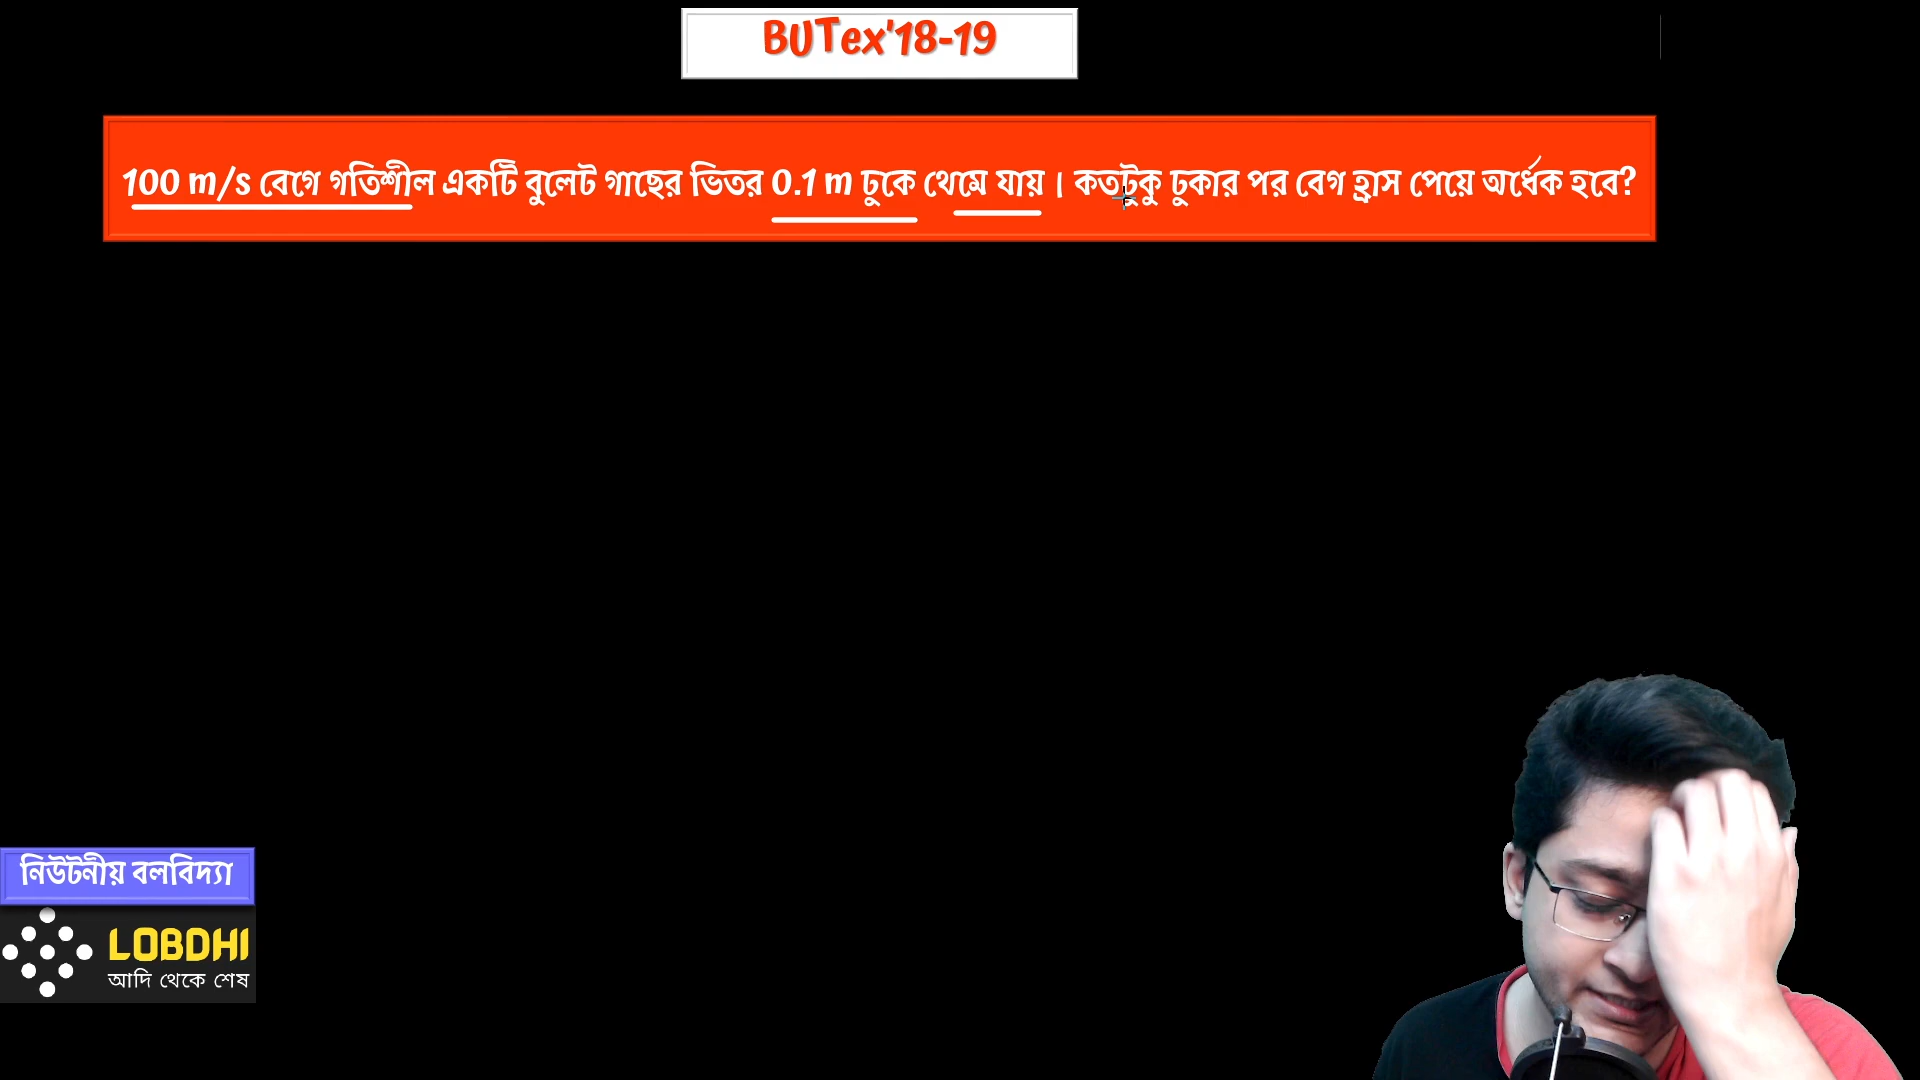 BUTex'18-19
100 m/s বেগে গতিশীল একটি বুলেট গাছের ভিতর 0.1 m ঢুকে থেমে যায়। কতটুকু ঢুকার পর বেগ হ্রাস পেয়ে অর্ধেক হবে?
নিউটনীয় বলবিদ্যা
LOBDHI
আদি থেকে শেষ